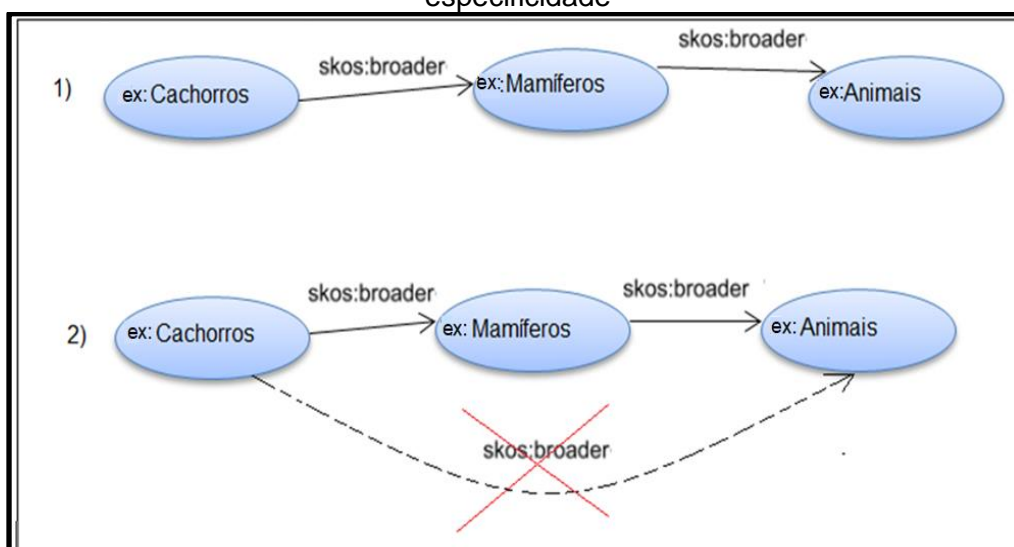 especificidade
skos:broader
skos:broader
1)
ex: Cachorros
ex:Mamíferos
ex:Animais
skos:broader
skos:broader
2)
ex: Cachorros
ex: Mamíferos
ex: Animais
skos:broader